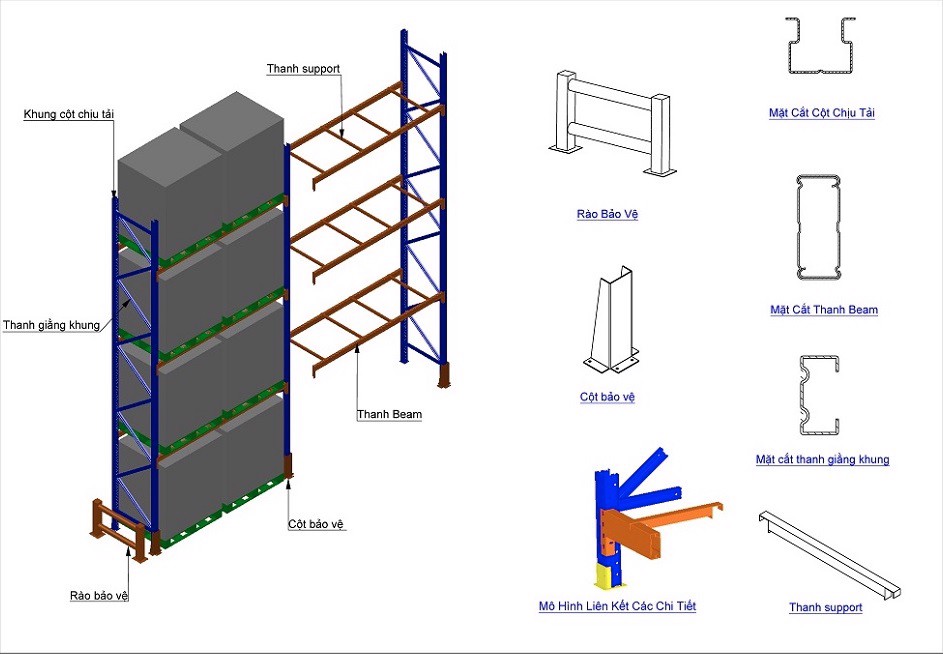 Thanh support
Khung cột chịu tải
Thanh giằng khung
Thanh Beam
Cột bảo vệ
Rào bảo vệ
Rào Bảo Vệ
Cột bảo vệ
Mô Hình Liên Kết Các Chi Tiết
Mặt Cắt Cột Chịu Tải
Mặt Cắt Thanh Beam
Mặt cắt thanh giằng khung
Thanh support